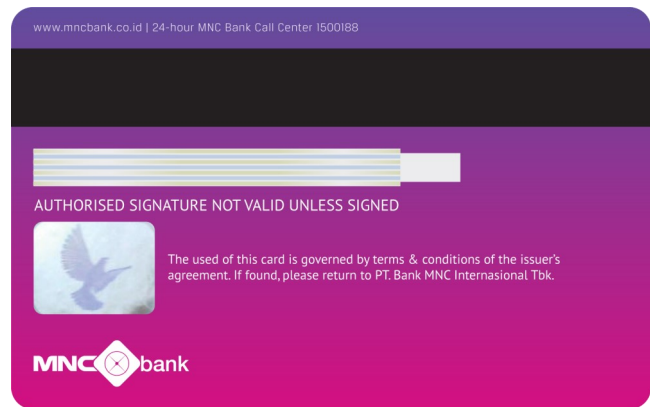 www.mncbank.co.id | 24-hour MNC Bank Call Center 1500188
AUTHORISED SIGNATURE NOT VALID UNLESS SIGNED
The used of this card is governed by terms & conditions of the issuer's
agreement. If found, please return to PT. Bank MNC Internasional Tbk.
MNC bank